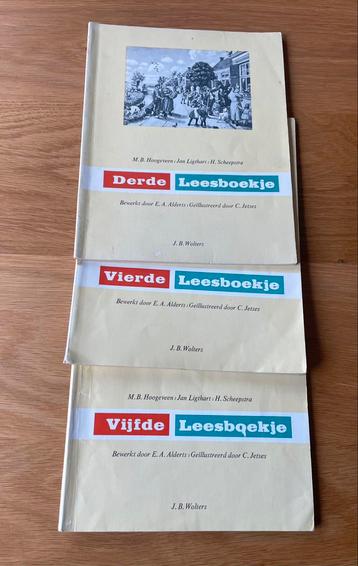 M.B. Hoogeveen : Jan Ligthart : H. Scheepstra
Derde Leesboekje
Bewerkt door E. A. Alderts : Geïllustreerd door C. Jetses
J. B. Wolters
Vierde Leesboekje
Bewerkt door E. A. Alderts : Geïllustreerd door C. Jetses
J. B. Wolters
M.B. Hoogeveen : Jan Ligthart : H. Scheepstra
Vijfde Leesboekje
Bewerkt door E. A. Alderts : Geïllustreerd door C. Jetses
J. B. Wolters